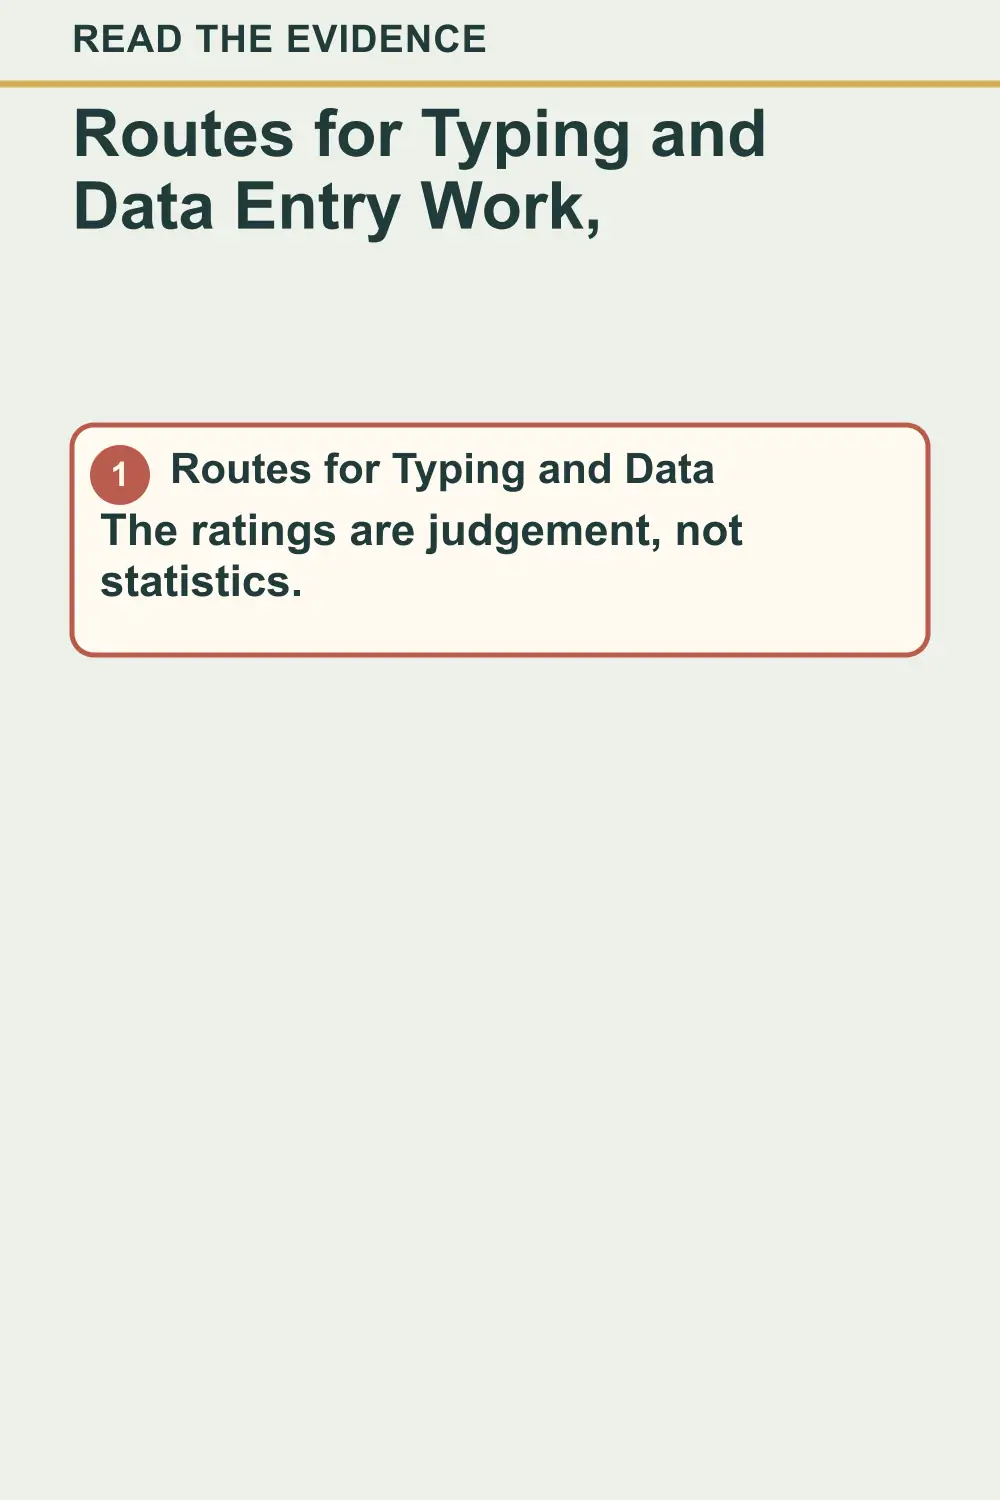 READ THE EVIDENCE
Routes for Typing and
Data Entry Work,
1 Routes for Typing and Data
The ratings are judgement, not
statistics.